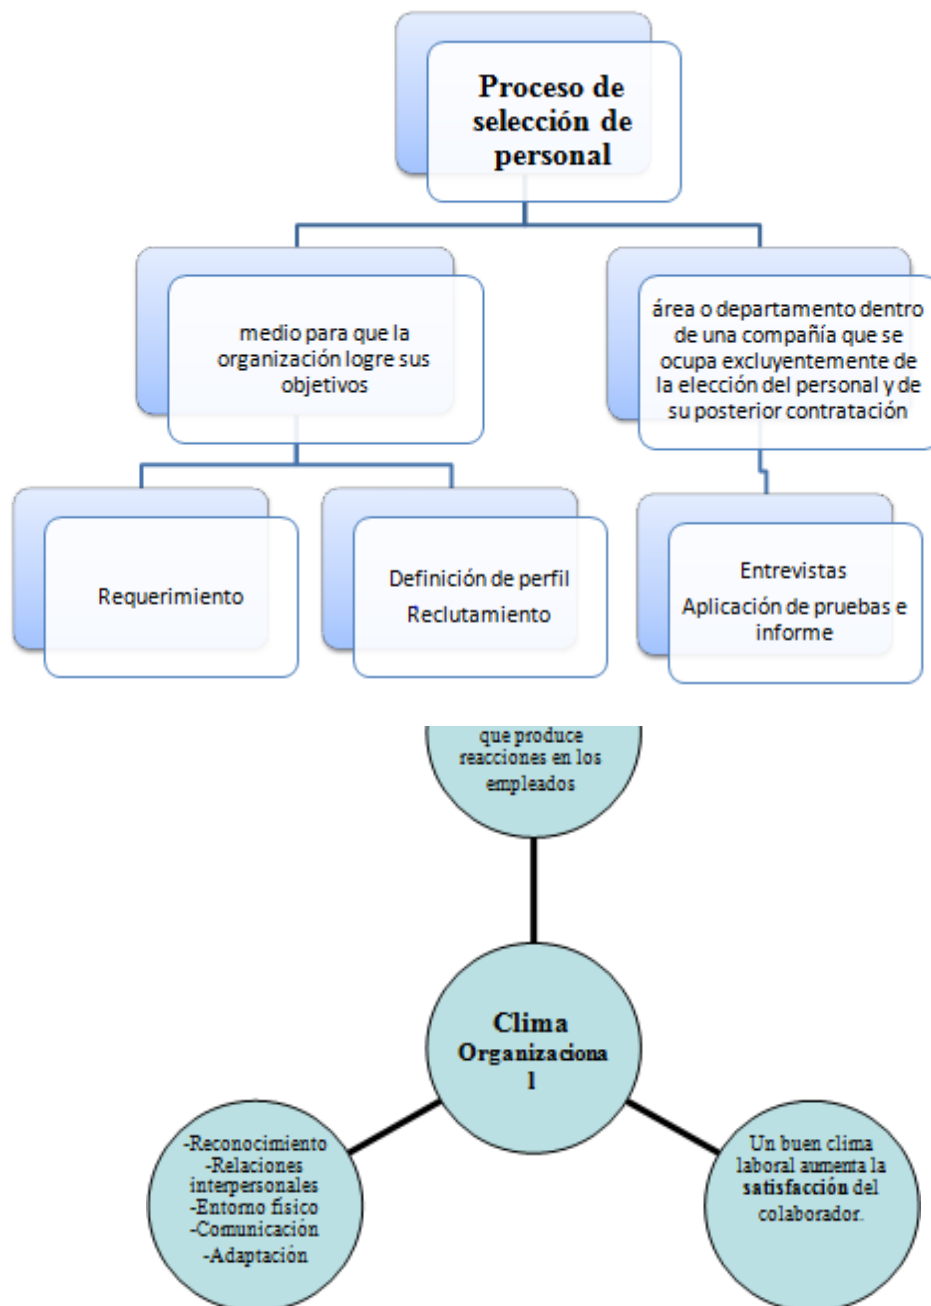 Proceso de
selección de
personal
medio para que la
organización logre sus
objetivos
área o departamento dentro
de una compañía que se
ocupa excluyentemente de
la elección del personal y de
su posterior contratación
Requerimiento
Definición de perfil
Reclutamiento
Entrevistas
Aplicación de pruebas e
informe
que produce
reacciones en los
empleados
Clima
Organizaciona
l
-Reconocimiento
-Relaciones
interpersonales
-Entorno físico
-Comunicación
-Adaptación
Un buen clima
laboral aumenta la
satisfacción del
colaborador.